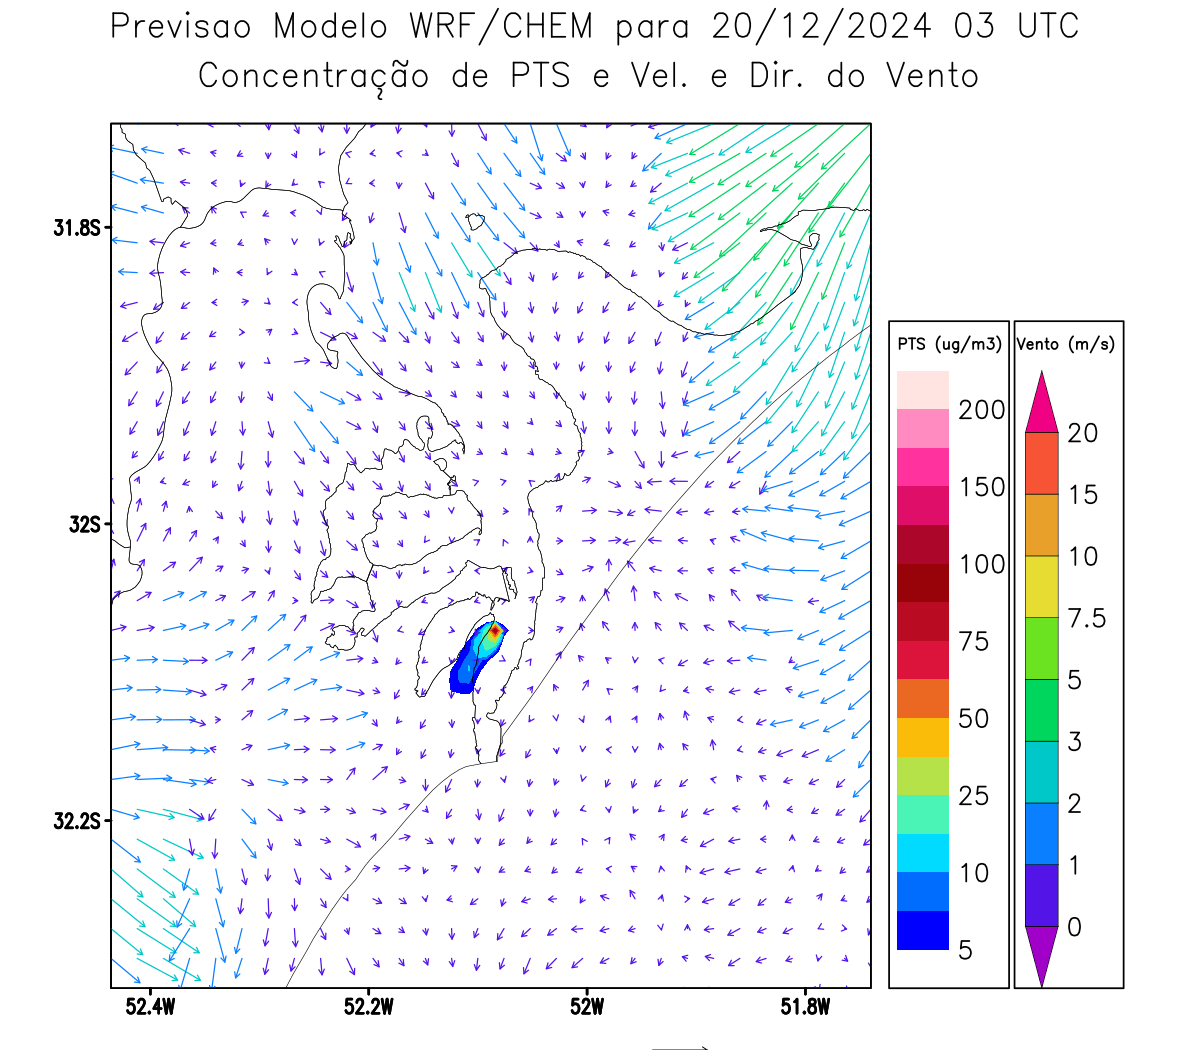 Previsao Modelo WRF/CHEM para 20/12/2024 03 UTC
Concentração de PTS e Vel. e Dir. do Vento
31.8S
32S
32.2S
52.4W
52.2W
52W
51.8W
PTS (ug/m3)
200
150
100
75
50
25
10
5
Vento (m/s)
20
15
10
7.5
5
3
2
1
0